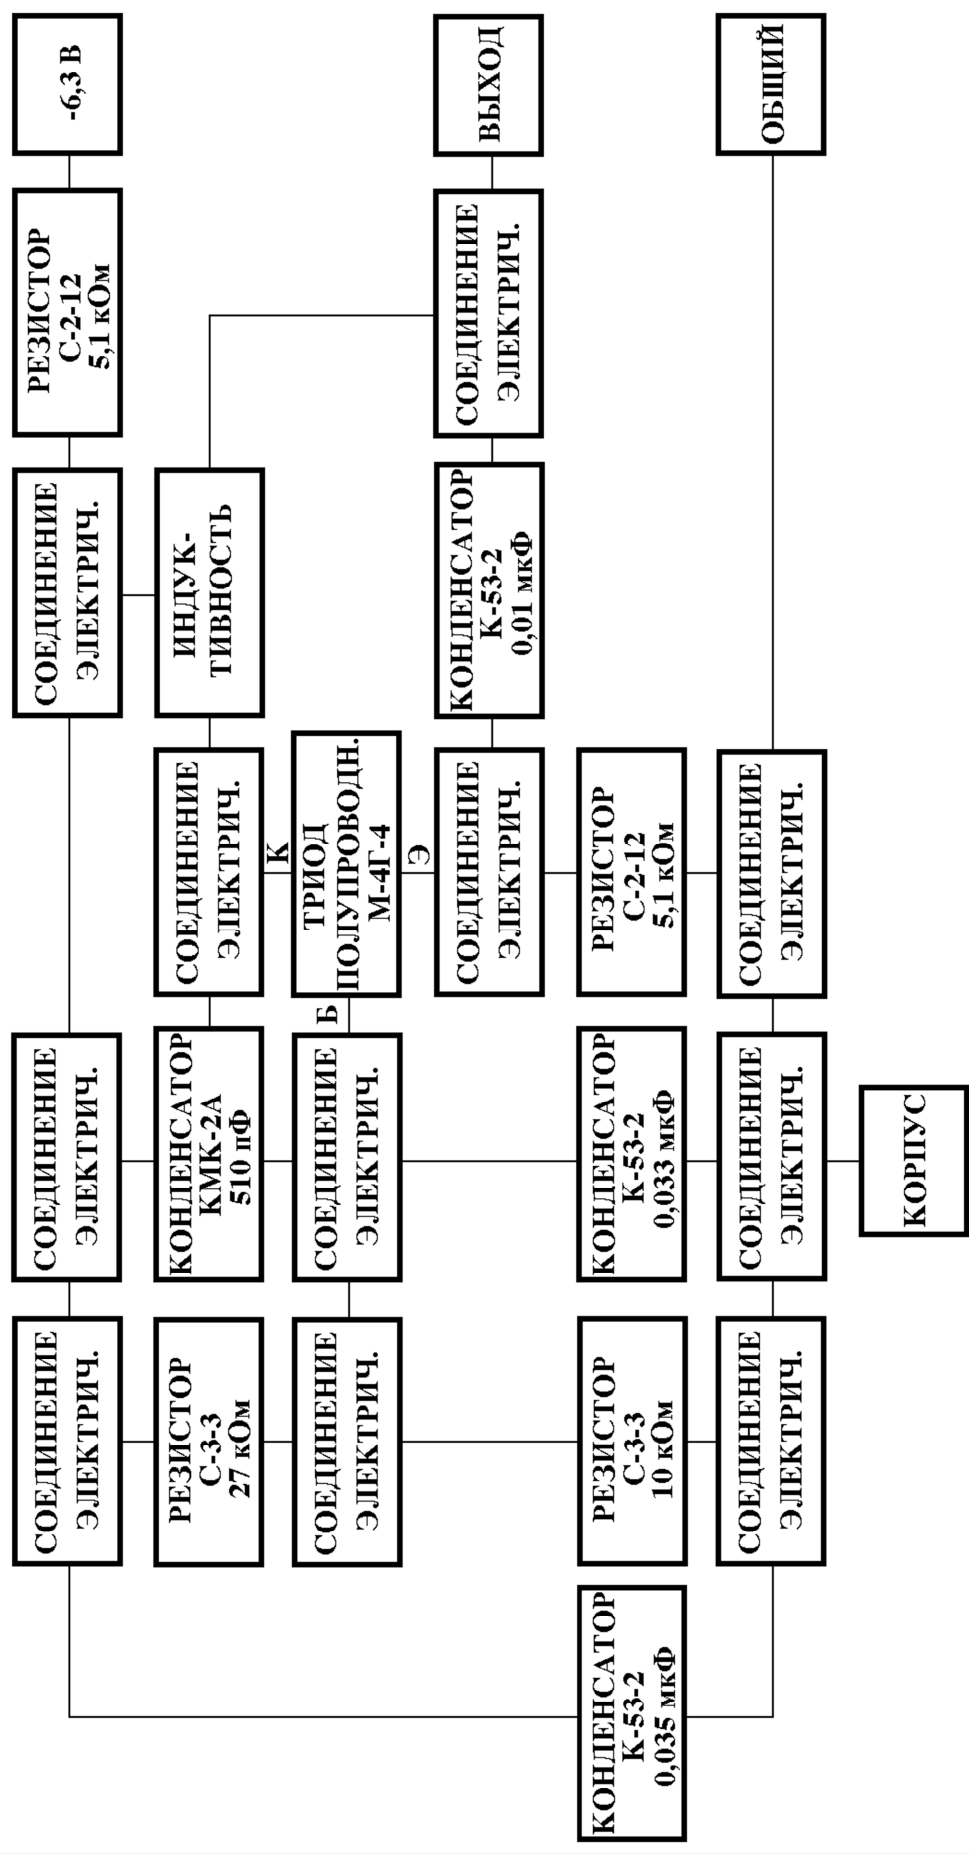 КОНДЕНСАТОР
К-53-2
0,035 мкФ
СОЕДИНЕНИЕ
ЭЛЕКТРИЧ.
СОЕДИНЕНИЕ
ЭЛЕКТРИЧ.
СОЕДИНЕНИЕ
ЭЛЕКТРИЧ.
РЕЗИСТОР
С-2-12
5,1 кОм
-6,3 В
РЕЗИСТОР
С-3-3
27 кОм
КОНДЕНСАТОР
КМК-2А
510 пФ
СОЕДИНЕНИЕ
ЭЛЕКТРИЧ.
ИНДУК-
ТИВНОСТЬ
К
СОЕДИНЕНИЕ
ЭЛЕКТРИЧ.
СОЕДИНЕНИЕ
ЭЛЕКТРИЧ.
Б
ТРИОД
ПОЛУПРОВОДН.
М-4Г-4
Э
СОЕДИНЕНИЕ
ЭЛЕКТРИЧ.
КОНДЕНСАТОР
К-53-2
0,01 мкФ
СОЕДИНЕНИЕ
ЭЛЕКТРИЧ.
ВЫХОД
РЕЗИСТОР
С-3-3
10 кОм
КОНДЕНСАТОР
К-53-2
0,033 мкФ
РЕЗИСТОР
С-2-12
5,1 кОм
СОЕДИНЕНИЕ
ЭЛЕКТРИЧ.
СОЕДИНЕНИЕ
ЭЛЕКТРИЧ.
СОЕДИНЕНИЕ
ЭЛЕКТРИЧ.
ОБЩИЙ
КОРПУС